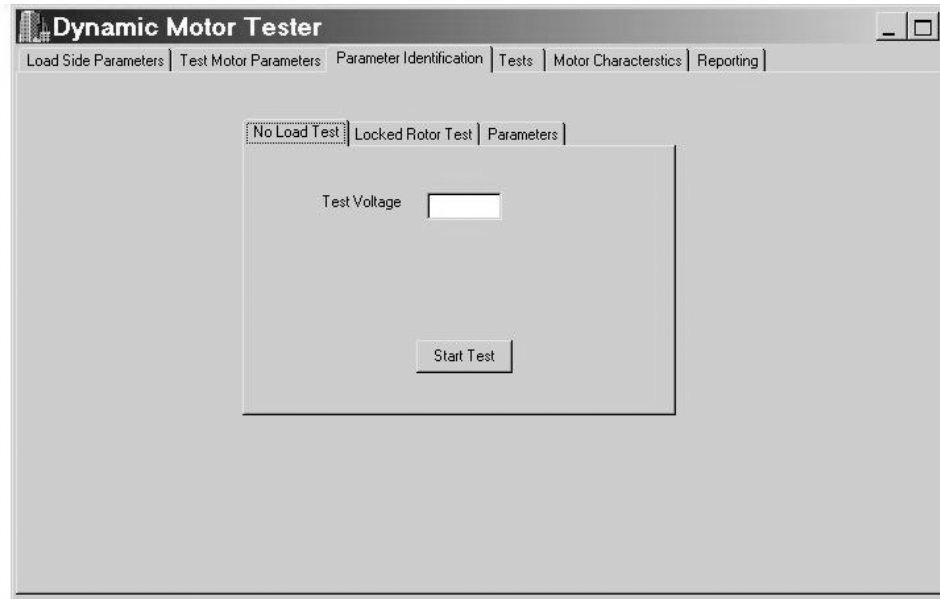 Dynamic Motor Tester
Load Side Parameters Test Motor Parameters Parameter Identification Tests Motor Characterstics Reporting
No Load Test Locked Rotor Test Parameters
Test Voltage
Start Test